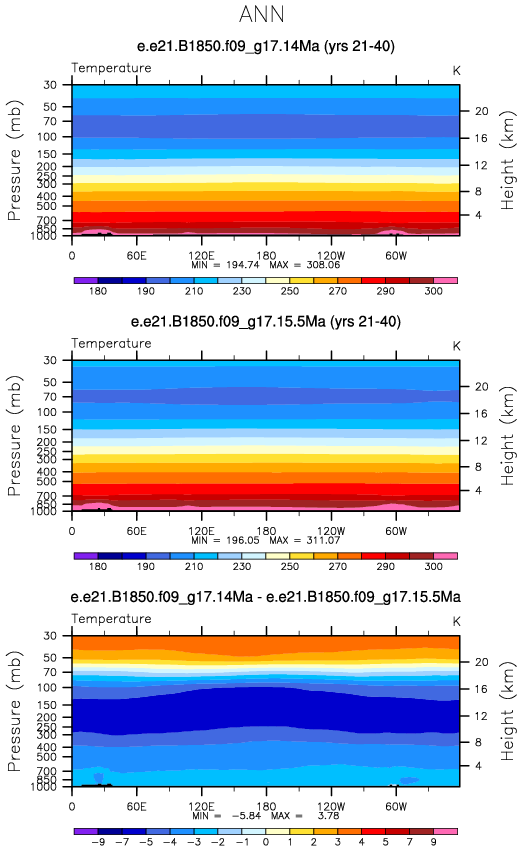 ANN
e.e21.B1850.f09_g17.14Ma (yrs 21-40)
Temperature K
30
50
70
100
150
200
250
300
400
500
700
850
1000
Pressure (mb)
20
16
12
8
4
Height (km)
0 60E 120E 180 120W 60W
MIN = 194.74 MAX = 308.06
180 190 210 230 250 270 290 300
e.e21.B1850.f09_g17.15.5Ma (yrs 21-40)
Temperature K
30
50
70
100
150
200
250
300
400
500
700
850
1000
Pressure (mb)
20
16
12
8
4
Height (km)
0 60E 120E 180 120W 60W
MIN = 196.05 MAX = 311.07
180 190 210 230 250 270 290 300
e.e21.B1850.f09_g17.14Ma - e.e21.B1850.f09_g17.15.5Ma
Temperature K
30
50
70
100
150
200
250
300
400
500
700
850
1000
Pressure (mb)
20
16
12
8
4
Height (km)
0 60E 120E 180 120W 60W
MIN = -5.84 MAX = 3.78
-9 -7 -5 -4 -3 -2 -1 0 1 2 3 4 5 7 9